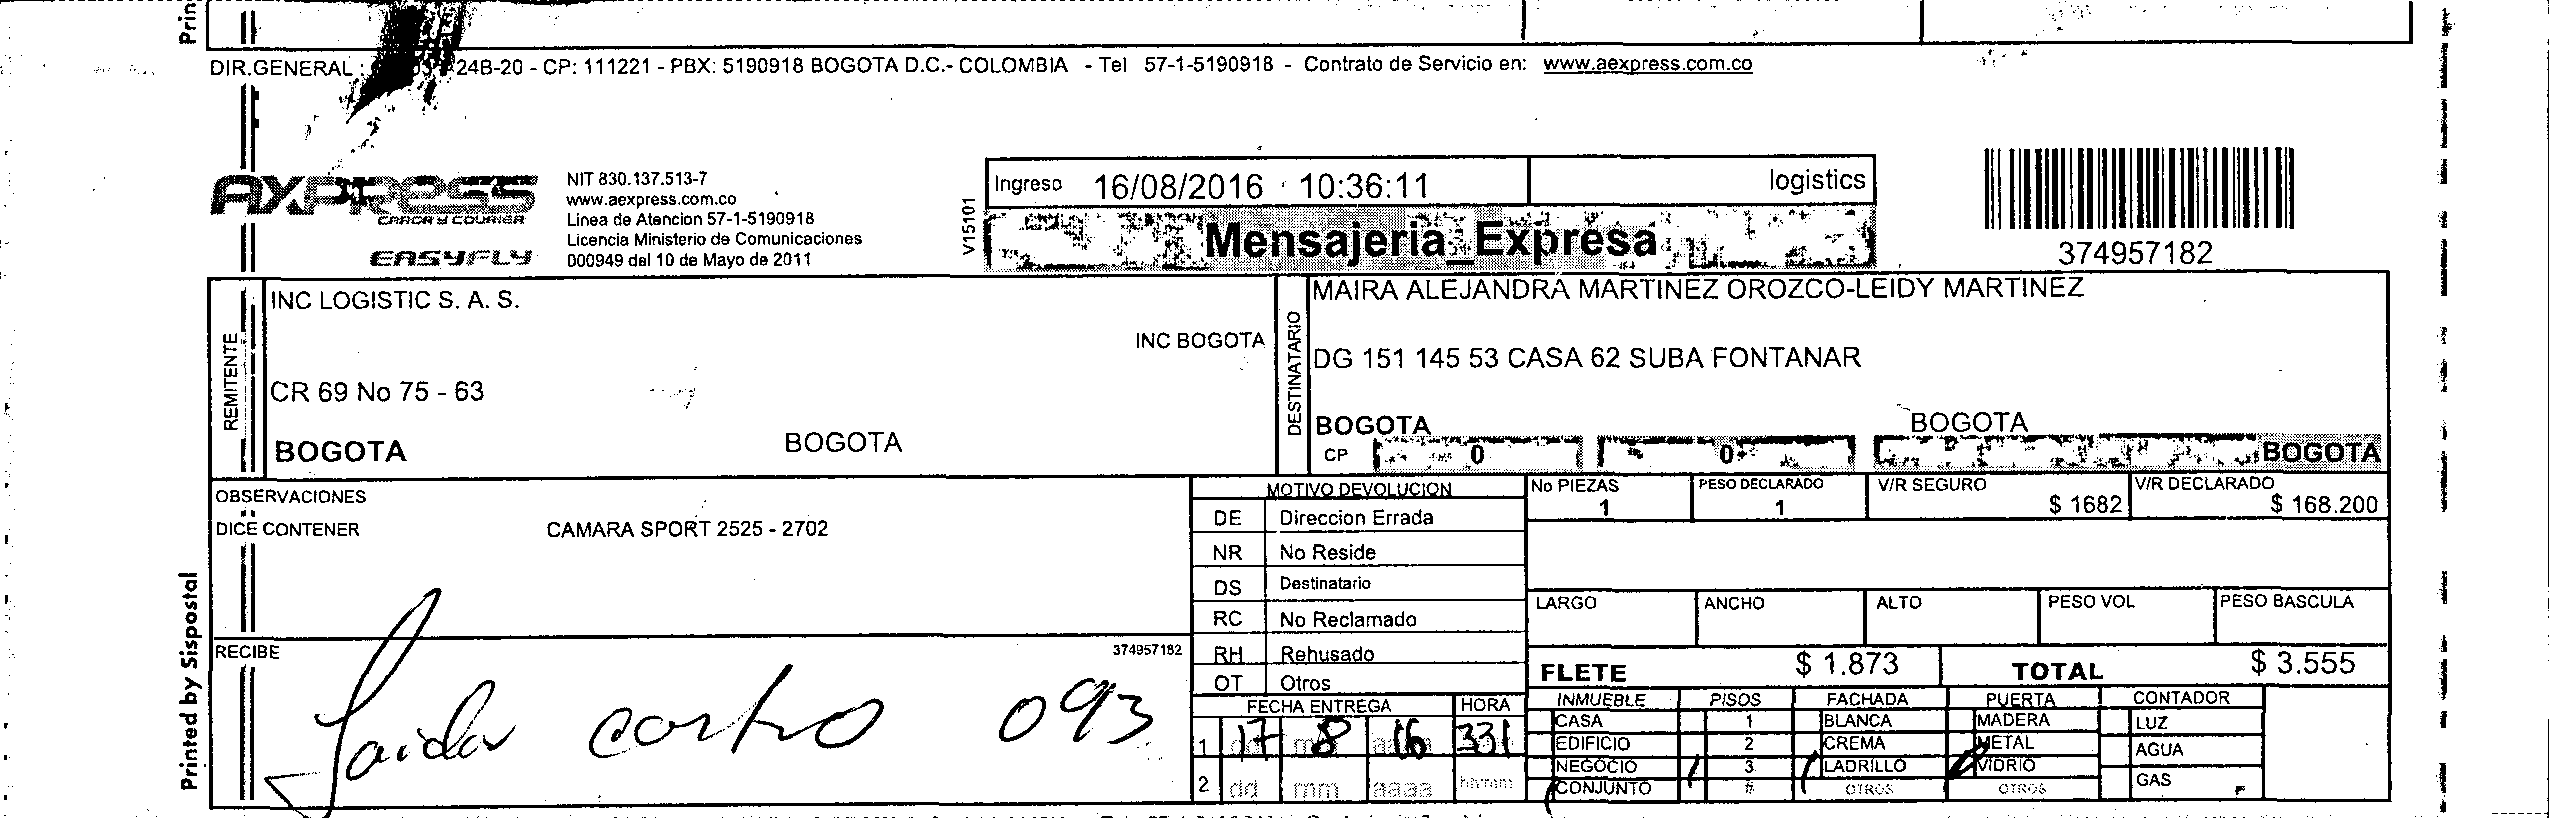 Prin
DIR.GENERAL : 24B-20 - CP: 111221 - PBX: 5190918 BOGOTA D.C.- COLOMBIA - Tel 57-1-5190918 - Contrato de Servicio en: www.aexpress.com.co
AXPRESS
CARGA Y COURIER
EASYFLY
NIT 830.137.513-7
www.aexpress.com.co
Linea de Atencion 57-1-5190918
Licencia Ministerio de Comunicaciones
000949 del 10 de Mayo de 2011
V15101
Ingreso 16/08/2016 10:36:11 logistics
Mensajeria_Expresa
374957182
REMITENTE
INC LOGISTIC S. A. S.
INC BOGOTA
CR 69 No 75 - 63
BOGOTA BOGOTA
DESTINATARIO
MAIRA ALEJANDRA MARTINEZ OROZCO-LEIDY MARTINEZ
DG 151 145 53 CASA 62 SUBA FONTANAR
BOGOTA BOGOTA
CP 0 0 BOGOTA
OBSERVACIONES
DICE CONTENER CAMARA SPORT 2525 - 2702
MOTIVO DEVOLUCION
DE Direccion Errada
NR No Reside
DS Destinatario
RC No Reclamado
RH Rehusado
OT Otros
No PIEZAS 1
PESO DECLARADO 1
V/R SEGURO $ 1682
V/R DECLARADO $ 168.200
LARGO ANCHO ALTO PESO VOL PESO BASCULA
FLETE $ 1.873 TOTAL $ 3.555
Printed by Sispostal
RECIBE 374957182
castro 093
FECHA ENTREGA HORA
1 17 8 16 331
2 dd mm aaaa hh:mm
INMUEBLE PISOS FACHADA PUERTA CONTADOR
CASA 1 BLANCA MADERA LUZ
EDIFICIO 2 CREMA METAL AGUA
NEGOCIO 3 LADRILLO VIDRIO
CONJUNTO OTROS OTROS GAS